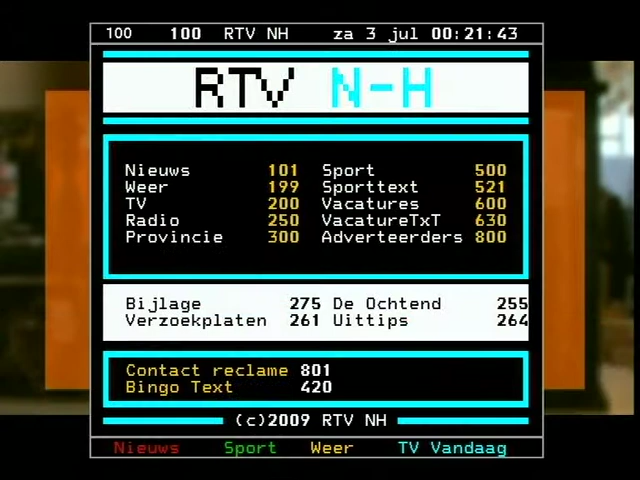 100 100 RTV NH za 3 jul 00:21:43
RTV N-H
Nieuws 101 Sport 500
Weer 199 Sporttext 521
TV 200 Vacatures 600
Radio 250 VacatureTxT 630
Provincie 300 Adverteerders 800
Bijlage 275 De Ochtend 255
Verzoekplaten 261 Uittips 264
Contact reclame 801
Bingo Text 420
(c)2009 RTV NH
Nieuws Sport Weer TV Vandaag